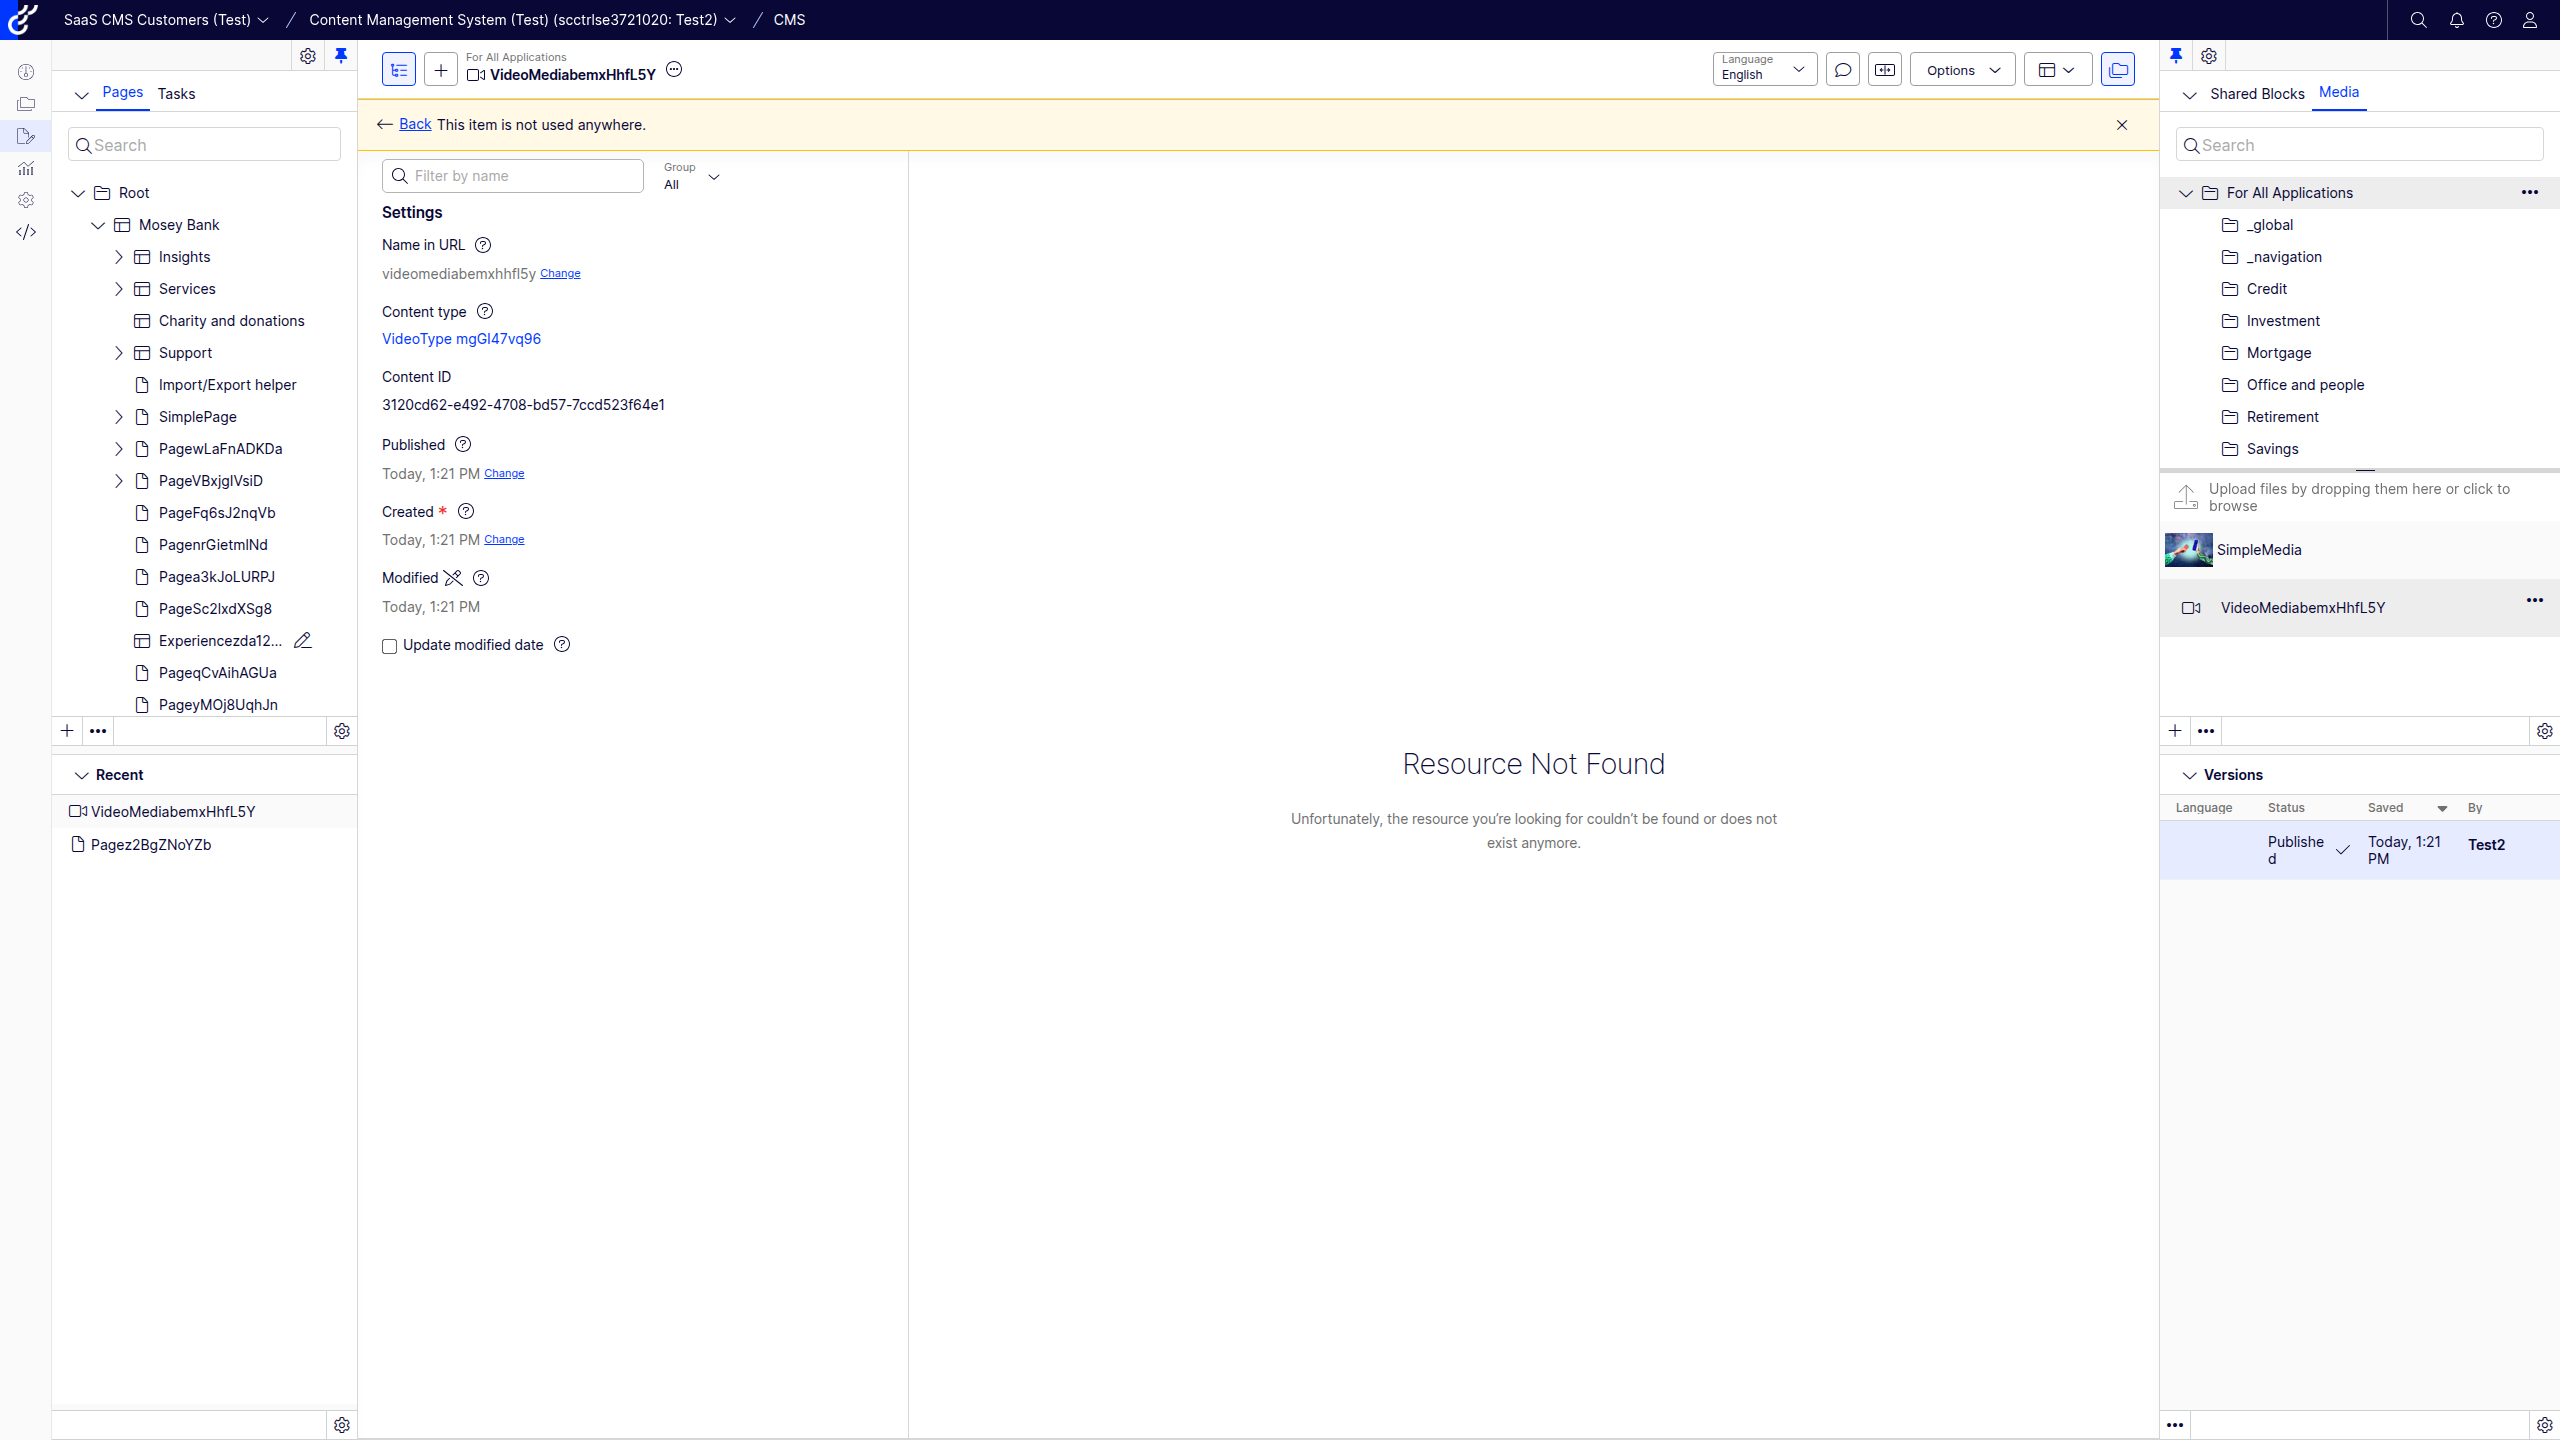 SaaS CMS Customers (Test) / Content Management System (Test) (scctrlse3721020: Test2) / CMS
Pages Tasks
Search
Root
Mosey Bank
Insights
Services
Charity and donations
Support
Import/Export helper
SimplePage
PagewLaFnADKDa
PageVBxjglVsiD
PageFq6sJ2nqVb
PagenrGietmlNd
Pagea3kJoLURPJ
PageSc2lxdXSg8
Experiencezda12...
PageqCvAihAGUa
PageyMOj8UqhJn
Recent
VideoMediabemxHhfL5Y
Pagez2BgZNoYZb
For All Applications
VideoMediabemxHhfL5Y
Language
English
Options
Back This item is not used anywhere.
Filter by name
Group
All
Settings
Name in URL
videomediabemxhhfl5y Change
Content type
VideoType mgGI47vq96
Content ID
3120cd62-e492-4708-bd57-7ccd523f64e1
Published
Today, 1:21 PM Change
Created *
Today, 1:21 PM Change
Modified
Today, 1:21 PM
Update modified date
Resource Not Found
Unfortunately, the resource you're looking for couldn't be found or does not
exist anymore.
Shared Blocks Media
Search
For All Applications
_global
_navigation
Credit
Investment
Mortgage
Office and people
Retirement
Savings
Upload files by dropping them here or click to
browse
SimpleMedia
VideoMediabemxHhfL5Y
Versions
Language Status Saved By
Publishe
d
Today, 1:21
PM
Test2